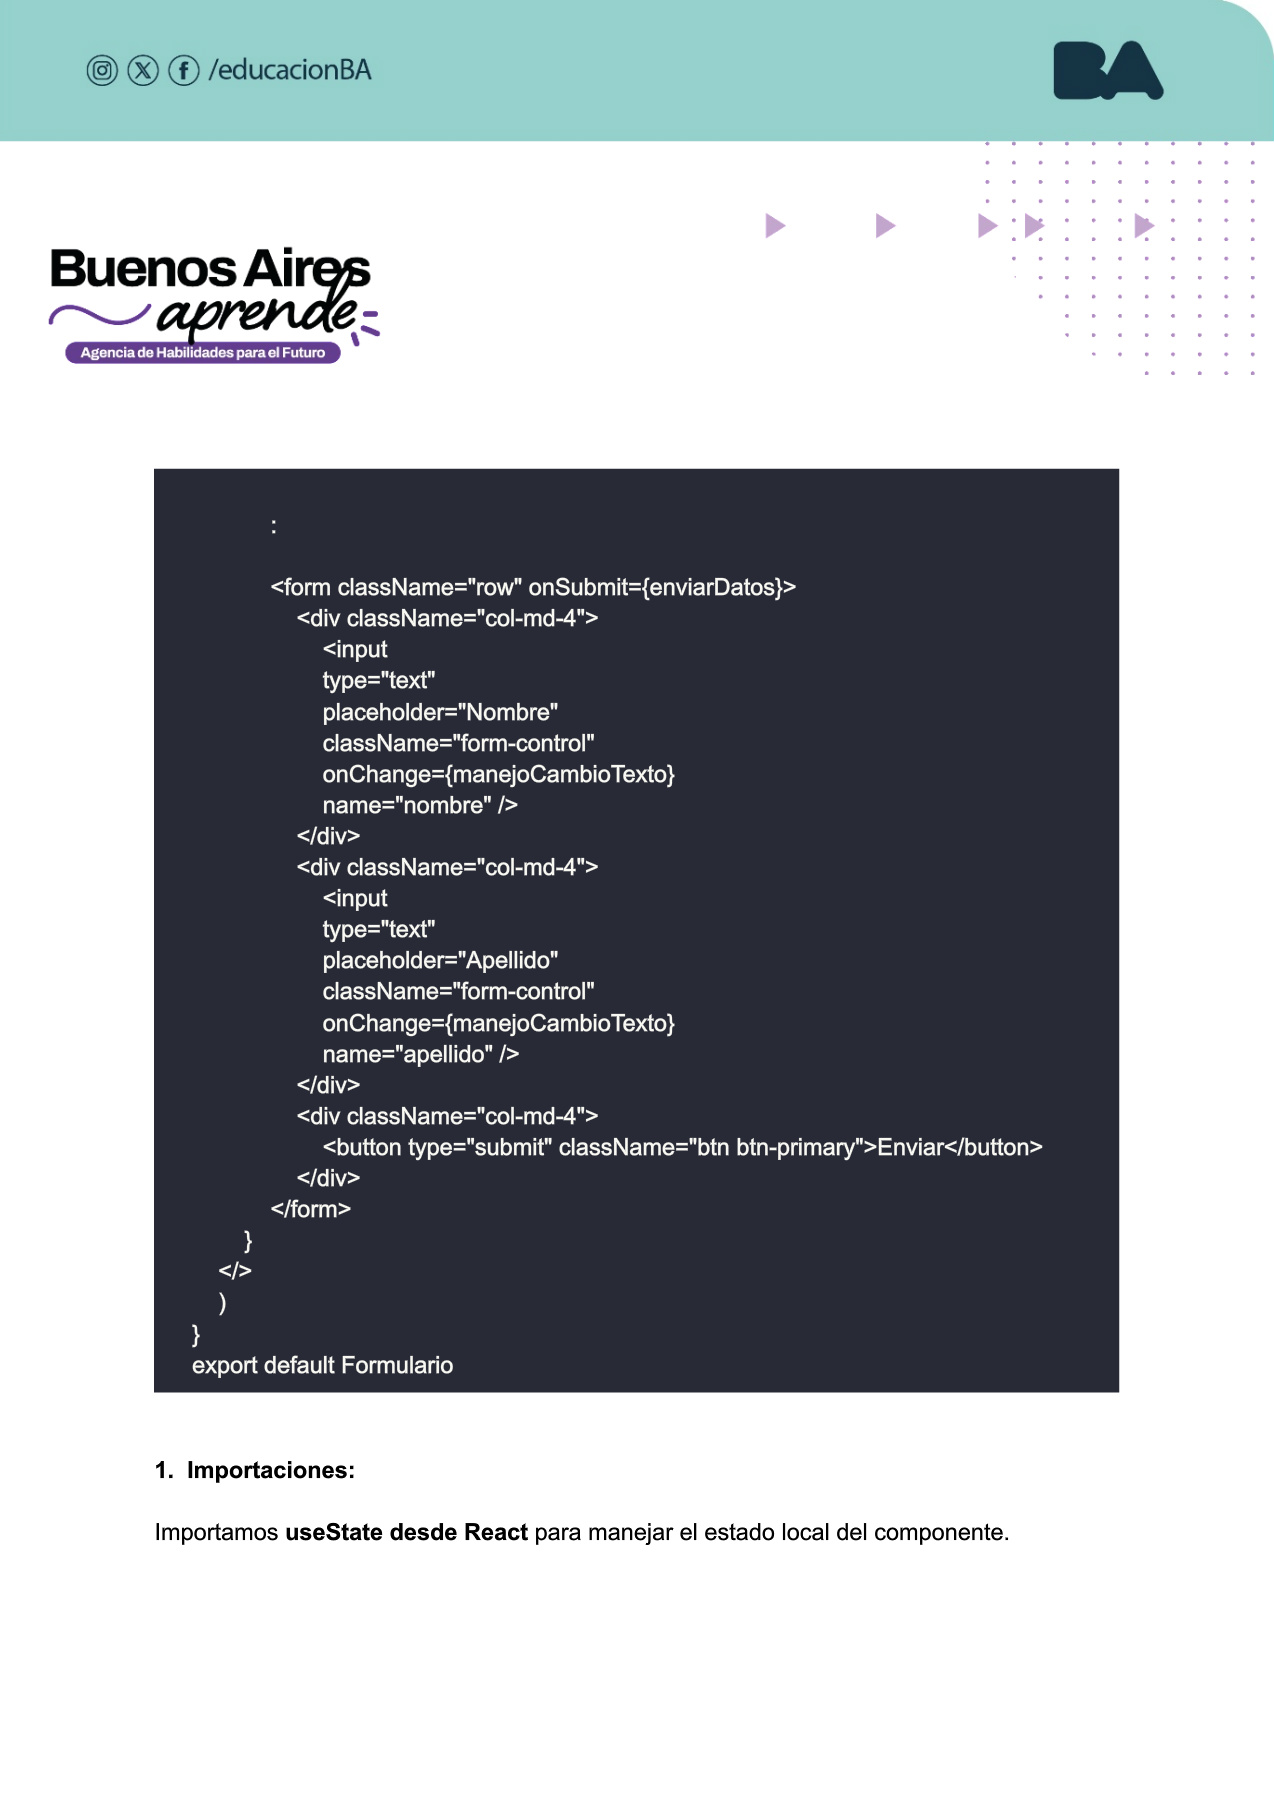 /educacionBA
BA
Buenos Aires
aprende
Agencia de Habilidades para el Futuro
:
<form className="row" onSubmit={enviarDatos}>
<div className="col-md-4">
<input
type="text"
placeholder="Nombre"
className="form-control"
onChange={manejoCambioTexto}
name="nombre" />
</div>
<div className="col-md-4">
<input
type="text"
placeholder="Apellido"
className="form-control"
onChange={manejoCambioTexto}
name="apellido" />
</div>
<div className="col-md-4">
<button type="submit" className="btn btn-primary">Enviar</button>
</div>
</form>
}
</>
)
}
export default Formulario
1. Importaciones:
Importamos useState desde React para manejar el estado local del componente.